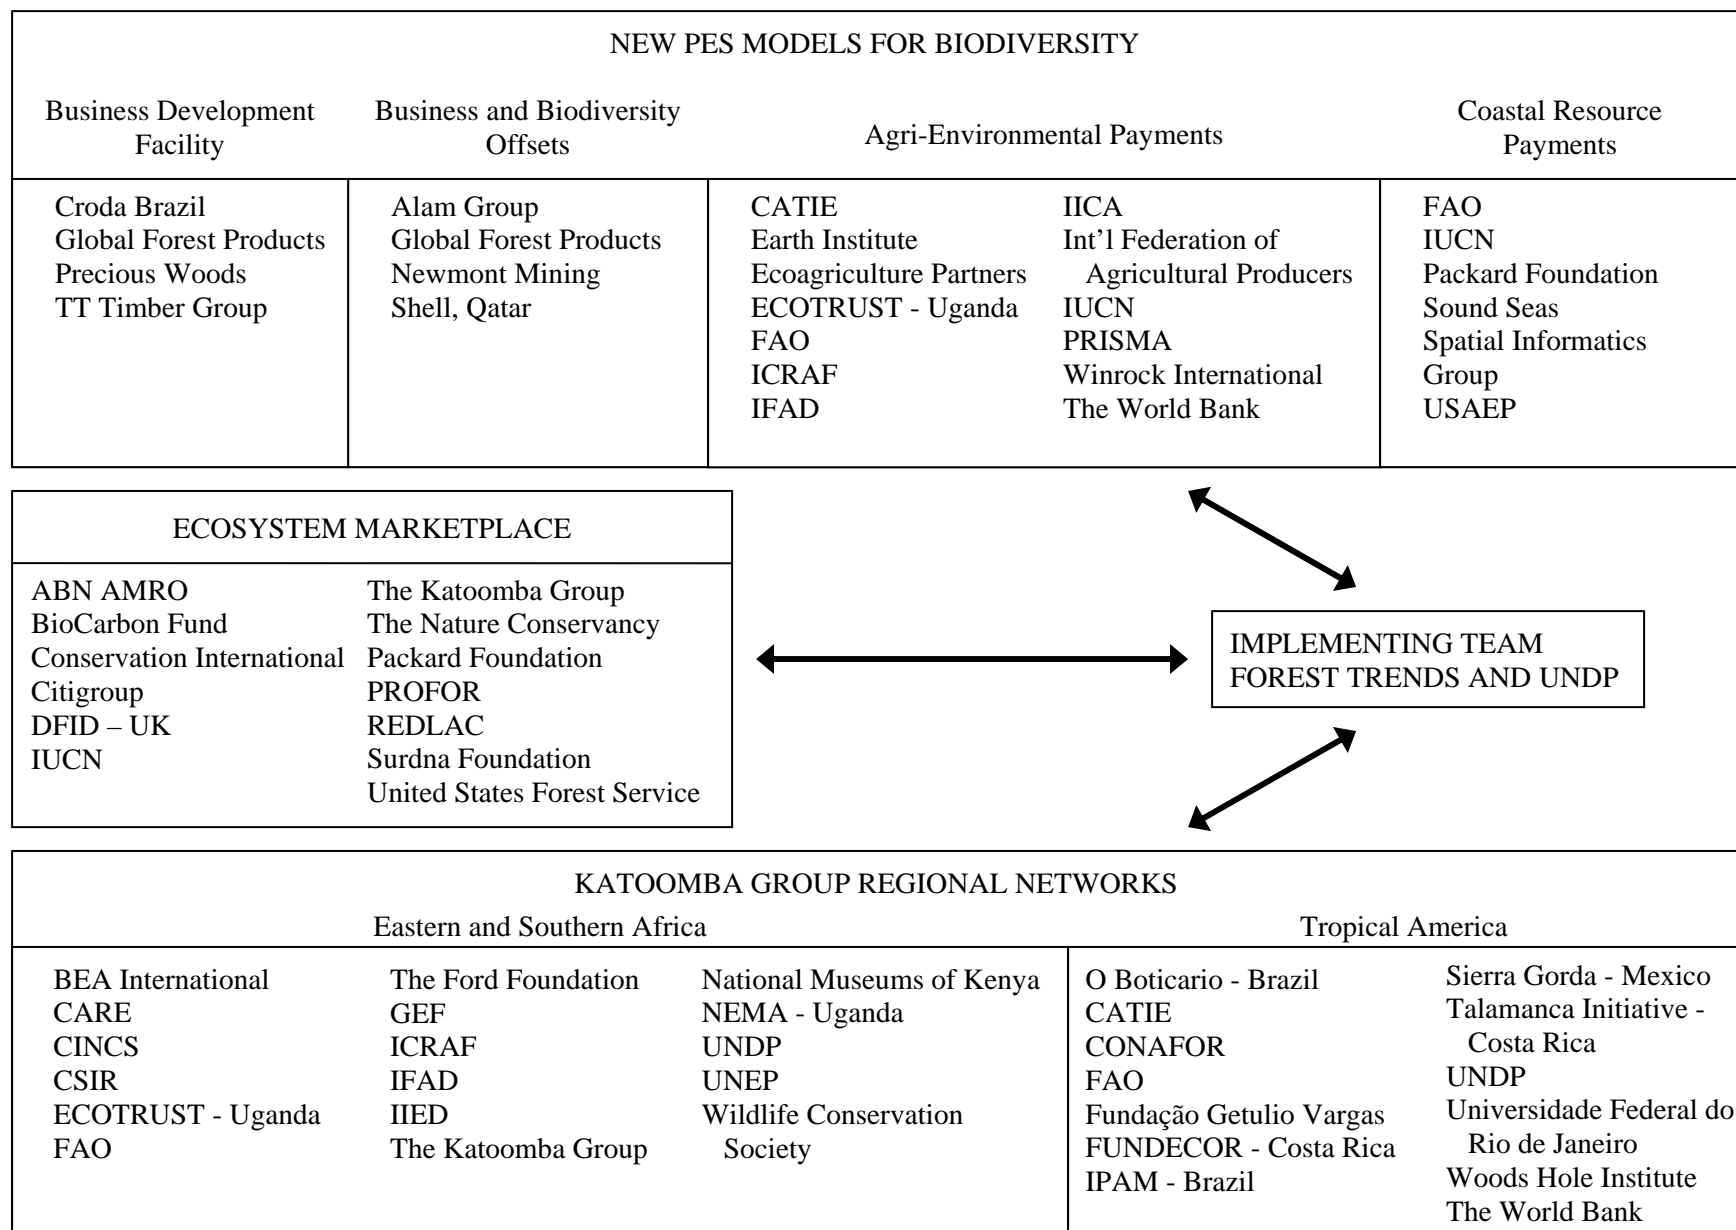 NEW PES MODELS FOR BIODIVERSITY
Business Development
Facility
Business and Biodiversity
Offsets
Agri-Environmental Payments
Coastal Resource
Payments
Croda Brazil
Global Forest Products
Precious Woods
TT Timber Group
Alam Group
Global Forest Products
Newmont Mining
Shell, Qatar
CATIE
Earth Institute
Ecoagriculture Partners
ECOTRUST - Uganda
FAO
ICRAF
IFAD
IICA
Int'l Federation of
Agricultural Producers
IUCN
PRISMA
Winrock International
The World Bank
FAO
IUCN
Packard Foundation
Sound Seas
Spatial Informatics
Group
USAEP
ECOSYSTEM MARKETPLACE
ABN AMRO
BioCarbon Fund
Conservation International
Citigroup
DFID – UK
IUCN
The Katoomba Group
The Nature Conservancy
Packard Foundation
PROFOR
REDLAC
Surdna Foundation
United States Forest Service
IMPLEMENTING TEAM
FOREST TRENDS AND UNDP
KATOOMBA GROUP REGIONAL NETWORKS
Eastern and Southern Africa
Tropical America
BEA International
CARE
CINCS
CSIR
ECOTRUST - Uganda
FAO
The Ford Foundation
GEF
ICRAF
IFAD
IIED
The Katoomba Group
National Museums of Kenya
NEMA - Uganda
UNDP
UNEP
Wildlife Conservation
Society
O Boticario - Brazil
CATIE
CONAFOR
FAO
Fundação Getulio Vargas
FUNDECOR - Costa Rica
IPAM - Brazil
Sierra Gorda - Mexico
Talamanca Initiative -
Costa Rica
UNDP
Universidade Federal do
Rio de Janeiro
Woods Hole Institute
The World Bank